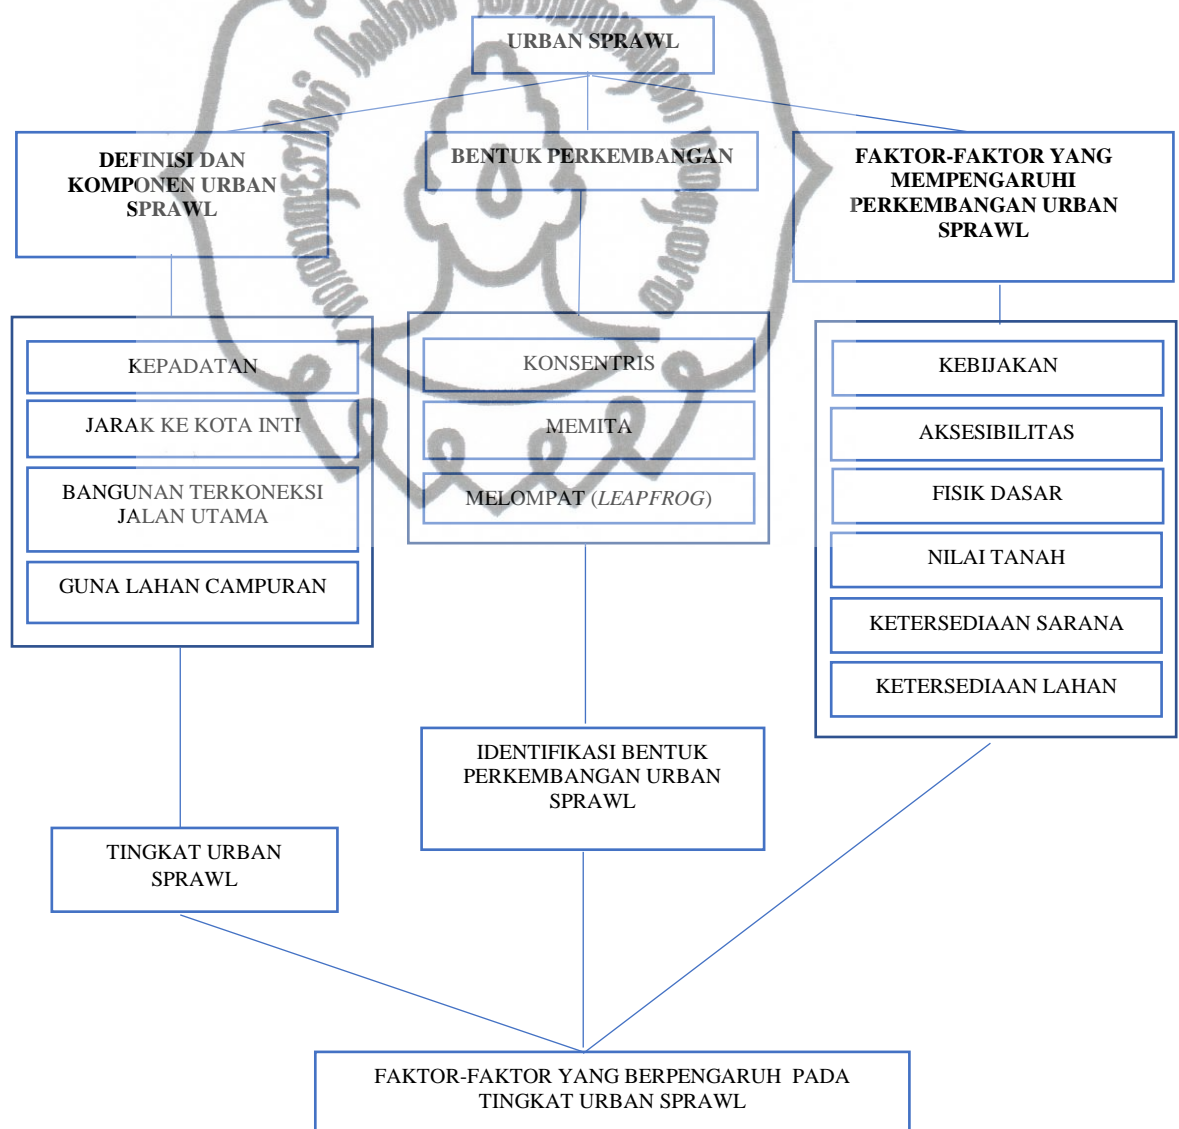 URBAN SPRAWL
DEFINISI DAN
KOMPONEN URBAN
SPRAWL
BENTUK PERKEMBANGAN
FAKTOR-FAKTOR YANG
MEMPENGARUHI
PERKEMBANGAN URBAN
SPRAWL
KEPADATAN
JARAK KE KOTA INTI
BANGUNAN TERKONEKSI
JALAN UTAMA
GUNA LAHAN CAMPURAN
KONSENTRIS
MEMITA
MELOMPAT (LEAPFROG)
KEBIJAKAN
AKSESIBILITAS
FISIK DASAR
NILAI TANAH
KETERSEDIAAN SARANA
KETERSEDIAAN LAHAN
IDENTIFIKASI BENTUK
PERKEMBANGAN URBAN
SPRAWL
TINGKAT URBAN
SPRAWL
FAKTOR-FAKTOR YANG BERPENGARUH PADA
TINGKAT URBAN SPRAWL